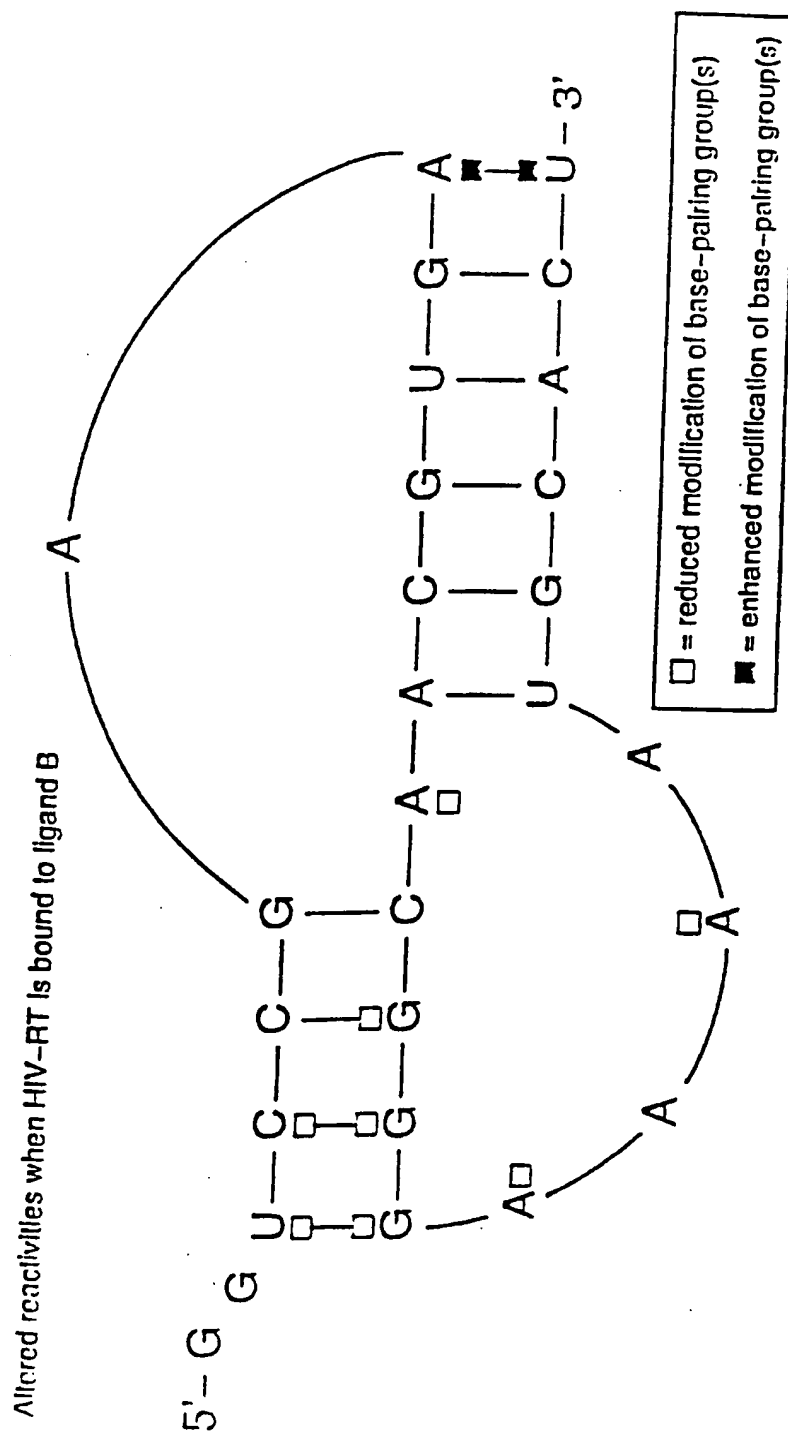 Altered reactivities when HIV-RT is bound to ligand B
A
5'-G G U-C-C-G
G-G-G-C-A-A-C-G-U-G-A
U-G-C-A-C-U-3'
A A A A
□ = reduced modification of base-pairing group(s)
■ = enhanced modification of base-pairing group(s)